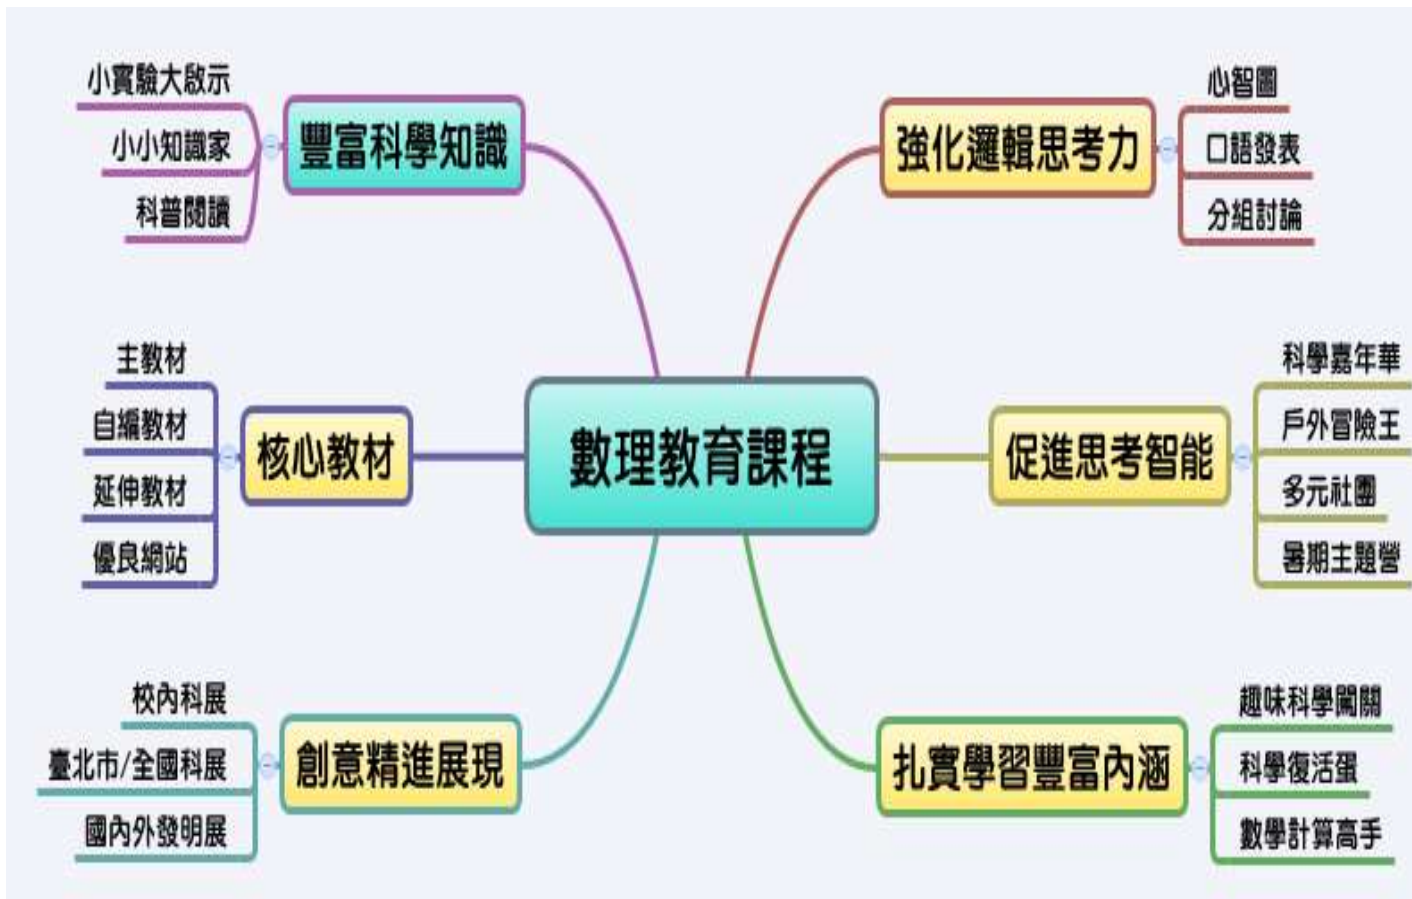 數理教育課程
豐富科學知識
小實驗大啟示
小小知識家
科普閱讀
核心教材
主教材
自編教材
延伸教材
優良網站
創意精進展現
校內科展
臺北市/全國科展
國內外發明展
強化邏輯思考力
心智圖
口語發表
分組討論
促進思考智能
科學嘉年華
戶外冒險王
多元社團
暑期主題營
扎實學習豐富內涵
趣味科學闖關
科學復活蛋
數學計算高手